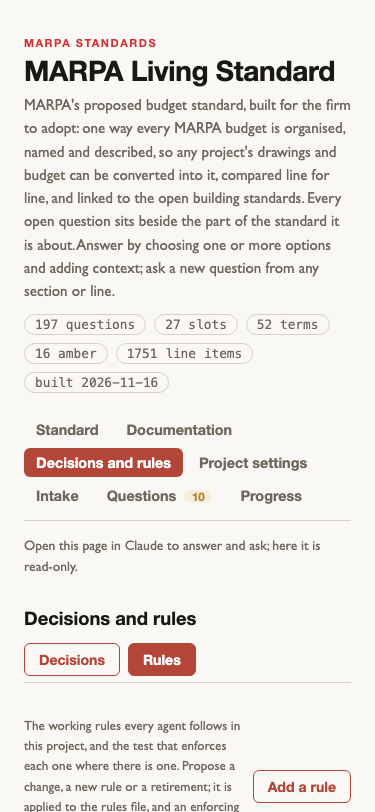 MARPA STANDARDS
MARPA Living Standard
MARPA's proposed budget standard, built for the firm
to adopt: one way every MARPA budget is organised,
named and described, so any project's drawings and
budget can be converted into it, compared line for
line, and linked to the open building standards. Every
open question sits beside the part of the standard it
is about. Answer by choosing one or more options
and adding context; ask a new question from any
section or line.
197 questions 27 slots 52 terms
16 amber 1751 line items
built 2026-11-16
Standard Documentation
Decisions and rules Project settings
Intake Questions 10 Progress
Open this page in Claude to answer and ask; here it is
read-only.
Decisions and rules
Decisions Rules
The working rules every agent follows in
this project, and the test that enforces
each one where there is one. Propose a
change, a new rule or a retirement; it is
applied to the rules file, and an enforcing
Add a rule